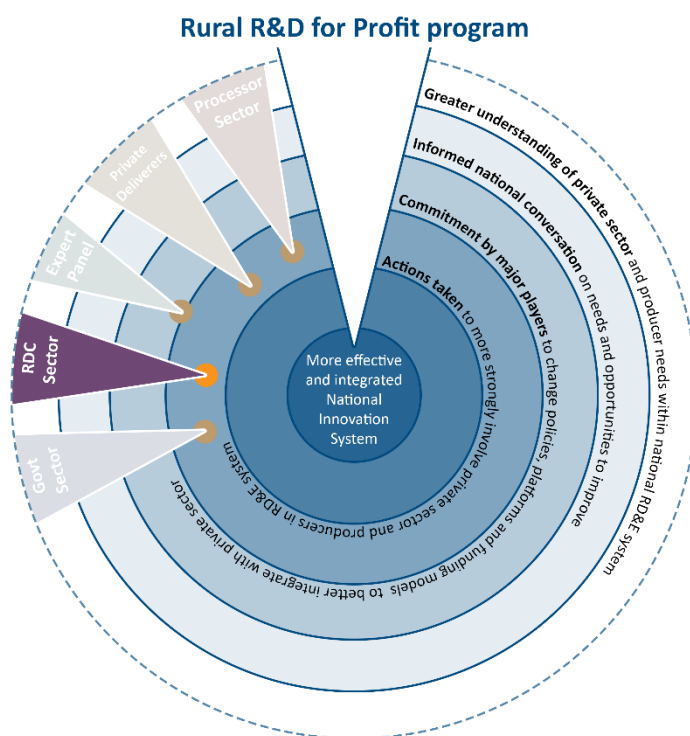 Rural R&D for Profit program
Processor
Sector
Private
Deliverers
Expert
Panel
RDC
Sector
Govt
Sector
Greater understanding of private sector and producer needs within national RD&E system
Informed national conversation on needs and opportunities to improve
Commitment by major players to change policies, platforms and funding models to better integrate with private sector
Actions taken to more strongly involve private sector and producers in RD&E system
More effective
and integrated
National
Innovation
System